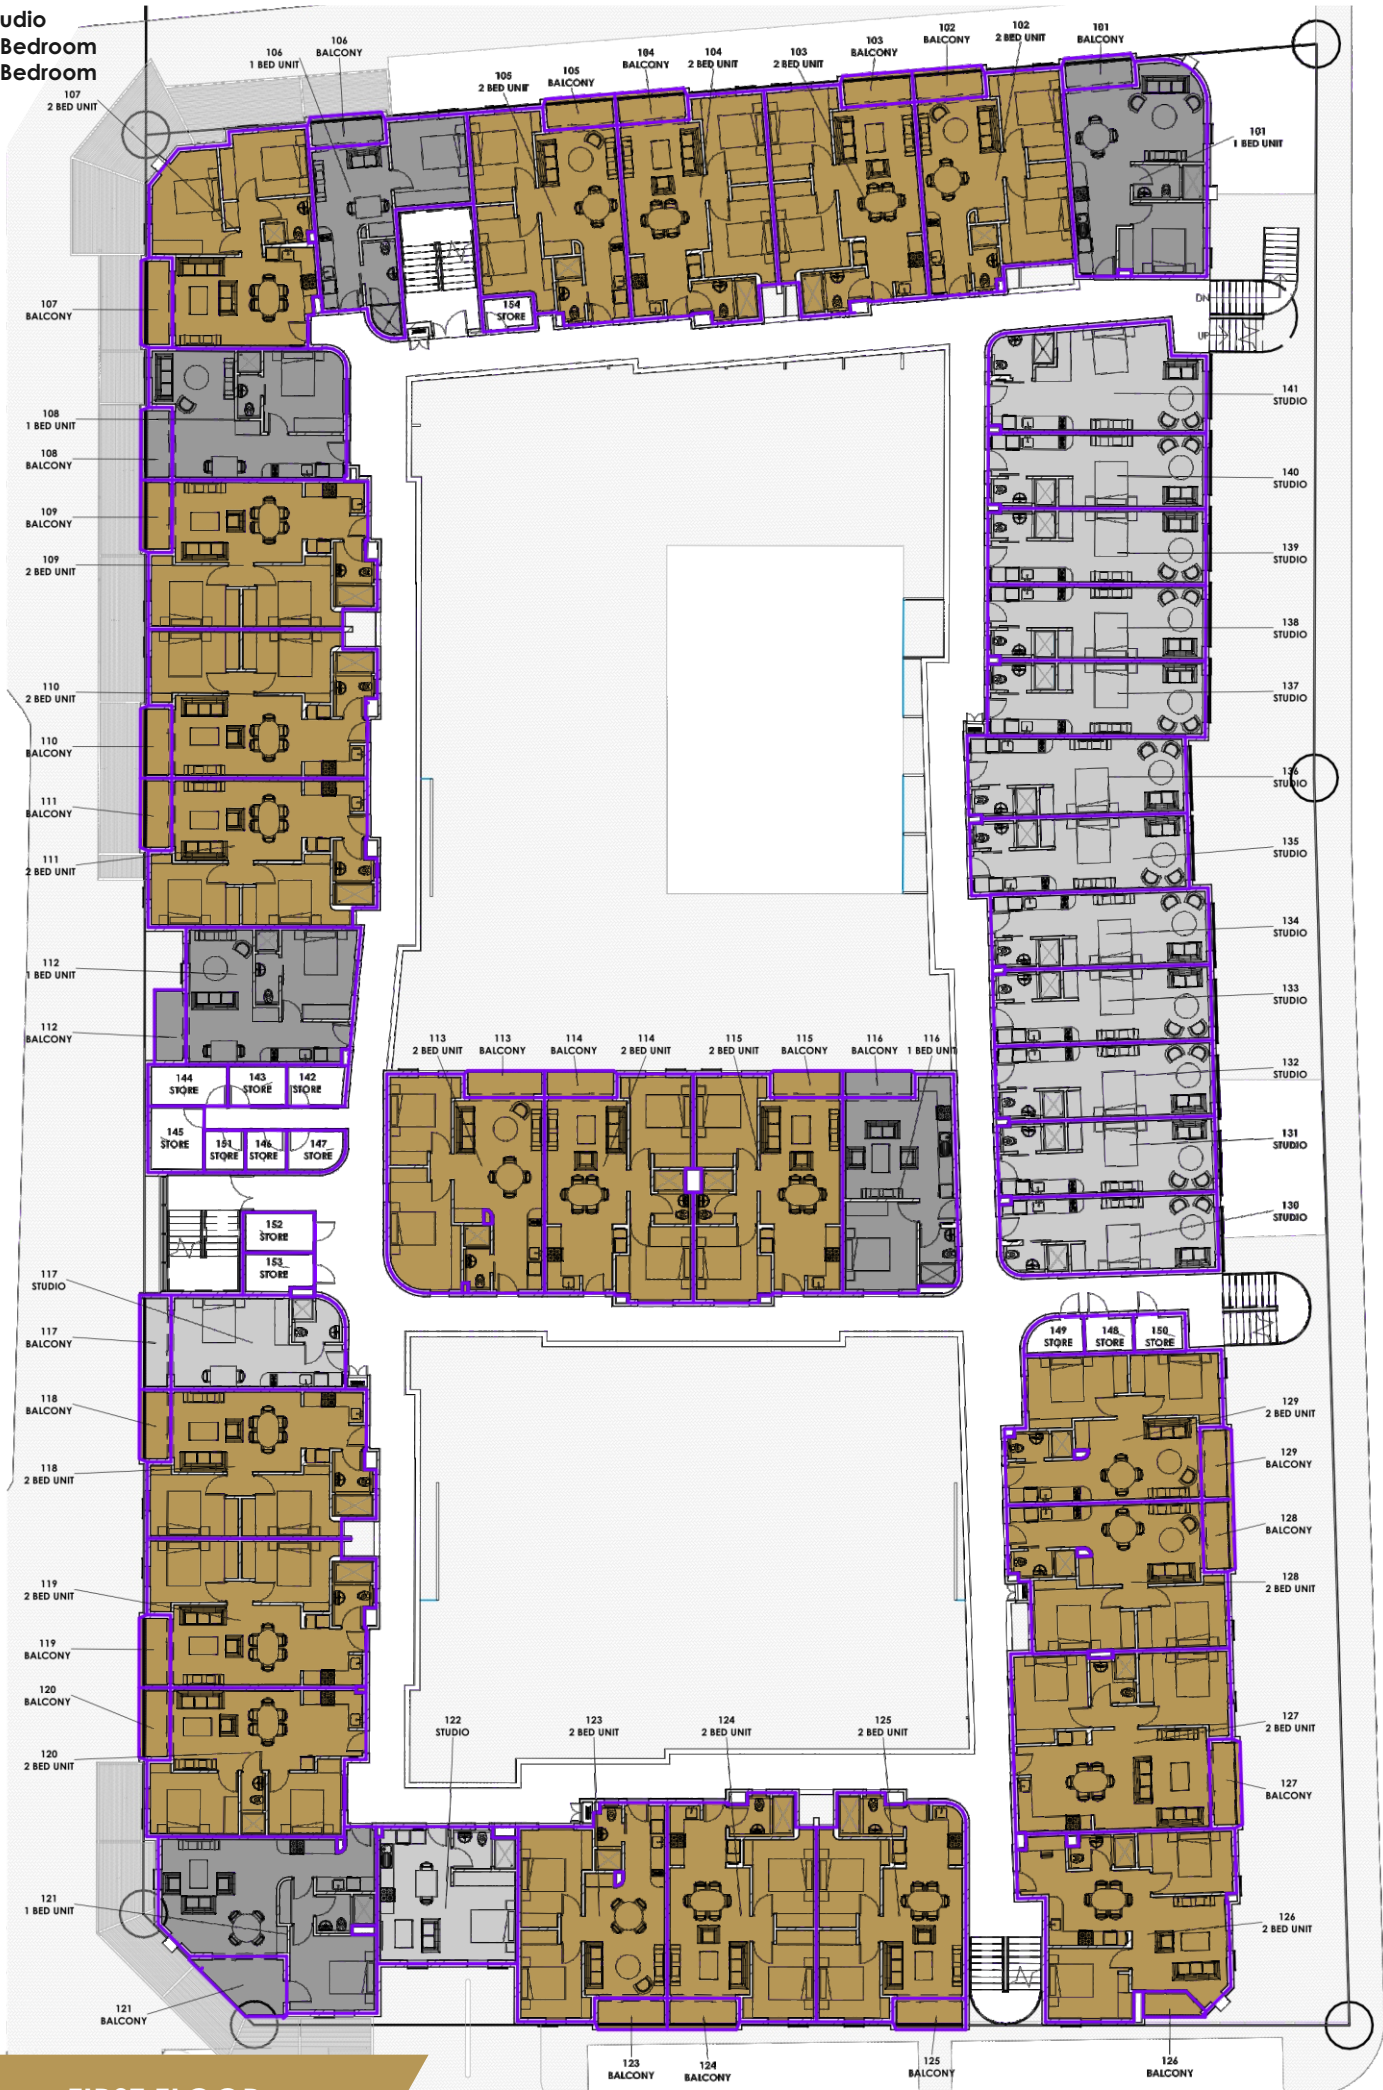 udio
Bedroom
Bedroom
106
BALCONY
106
1 BED UNIT
107
2 BED UNIT
105
2 BED UNIT
105
BALCONY
104
BALCONY
104
2 BED UNIT
103
2 BED UNIT
103
BALCONY
102
BALCONY
102
2 BED UNIT
101
BALCONY
101
1 BED UNIT
107
BALCONY
154
STORE
DN
UP
108
1 BED UNIT
108
BALCONY
109
BALCONY
109
2 BED UNIT
110
2 BED UNIT
110
BALCONY
111
BALCONY
111
2 BED UNIT
112
1 BED UNIT
112
BALCONY
141
STUDIO
140
STUDIO
139
STUDIO
138
STUDIO
137
STUDIO
136
STUDIO
135
STUDIO
134
STUDIO
133
STUDIO
132
STUDIO
131
STUDIO
130
STUDIO
113
2 BED UNIT
113
BALCONY
114
BALCONY
114
2 BED UNIT
115
2 BED UNIT
115
BALCONY
116
BALCONY
116
1 BED UNIT
144
STORE
143
STORE
142
STORE
145
STORE
151
STORE
146
STORE
147
STORE
152
STORE
153
STORE
117
STUDIO
117
BALCONY
118
BALCONY
118
2 BED UNIT
119
2 BED UNIT
119
BALCONY
120
BALCONY
120
2 BED UNIT
121
1 BED UNIT
121
BALCONY
149
STORE
148
STORE
150
STORE
129
2 BED UNIT
129
BALCONY
128
BALCONY
128
2 BED UNIT
127
2 BED UNIT
127
BALCONY
126
2 BED UNIT
126
BALCONY
122
STUDIO
123
2 BED UNIT
124
2 BED UNIT
125
2 BED UNIT
123
BALCONY
124
BALCONY
125
BALCONY
FIRST FLOOR